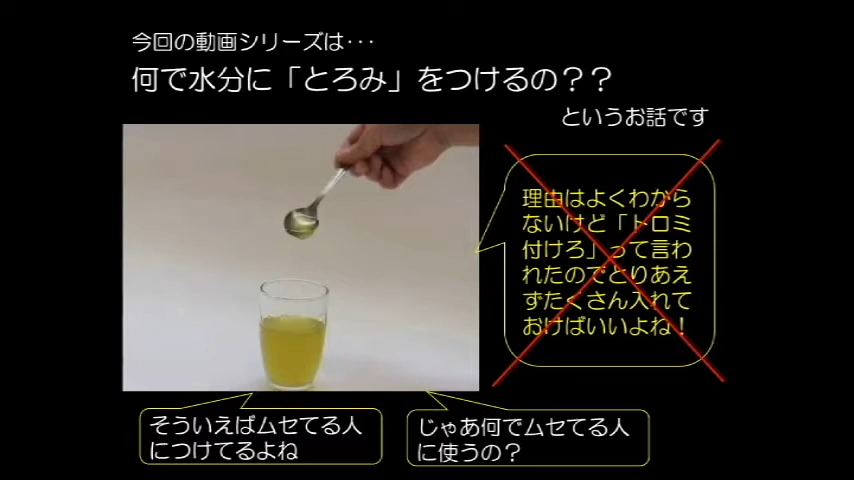 今回の動画シリーズは･･･
何で水分に「とろみ」をつけるの？？
というお話です
理由はよくわから
ないけど「トロミ
付けろ」って言わ
れたのでとりあえ
ずたくさん入れて
おけばいいよね！
そういえばムセてる人
につけてるよね
じゃあ何でムセてる人
に使うの？